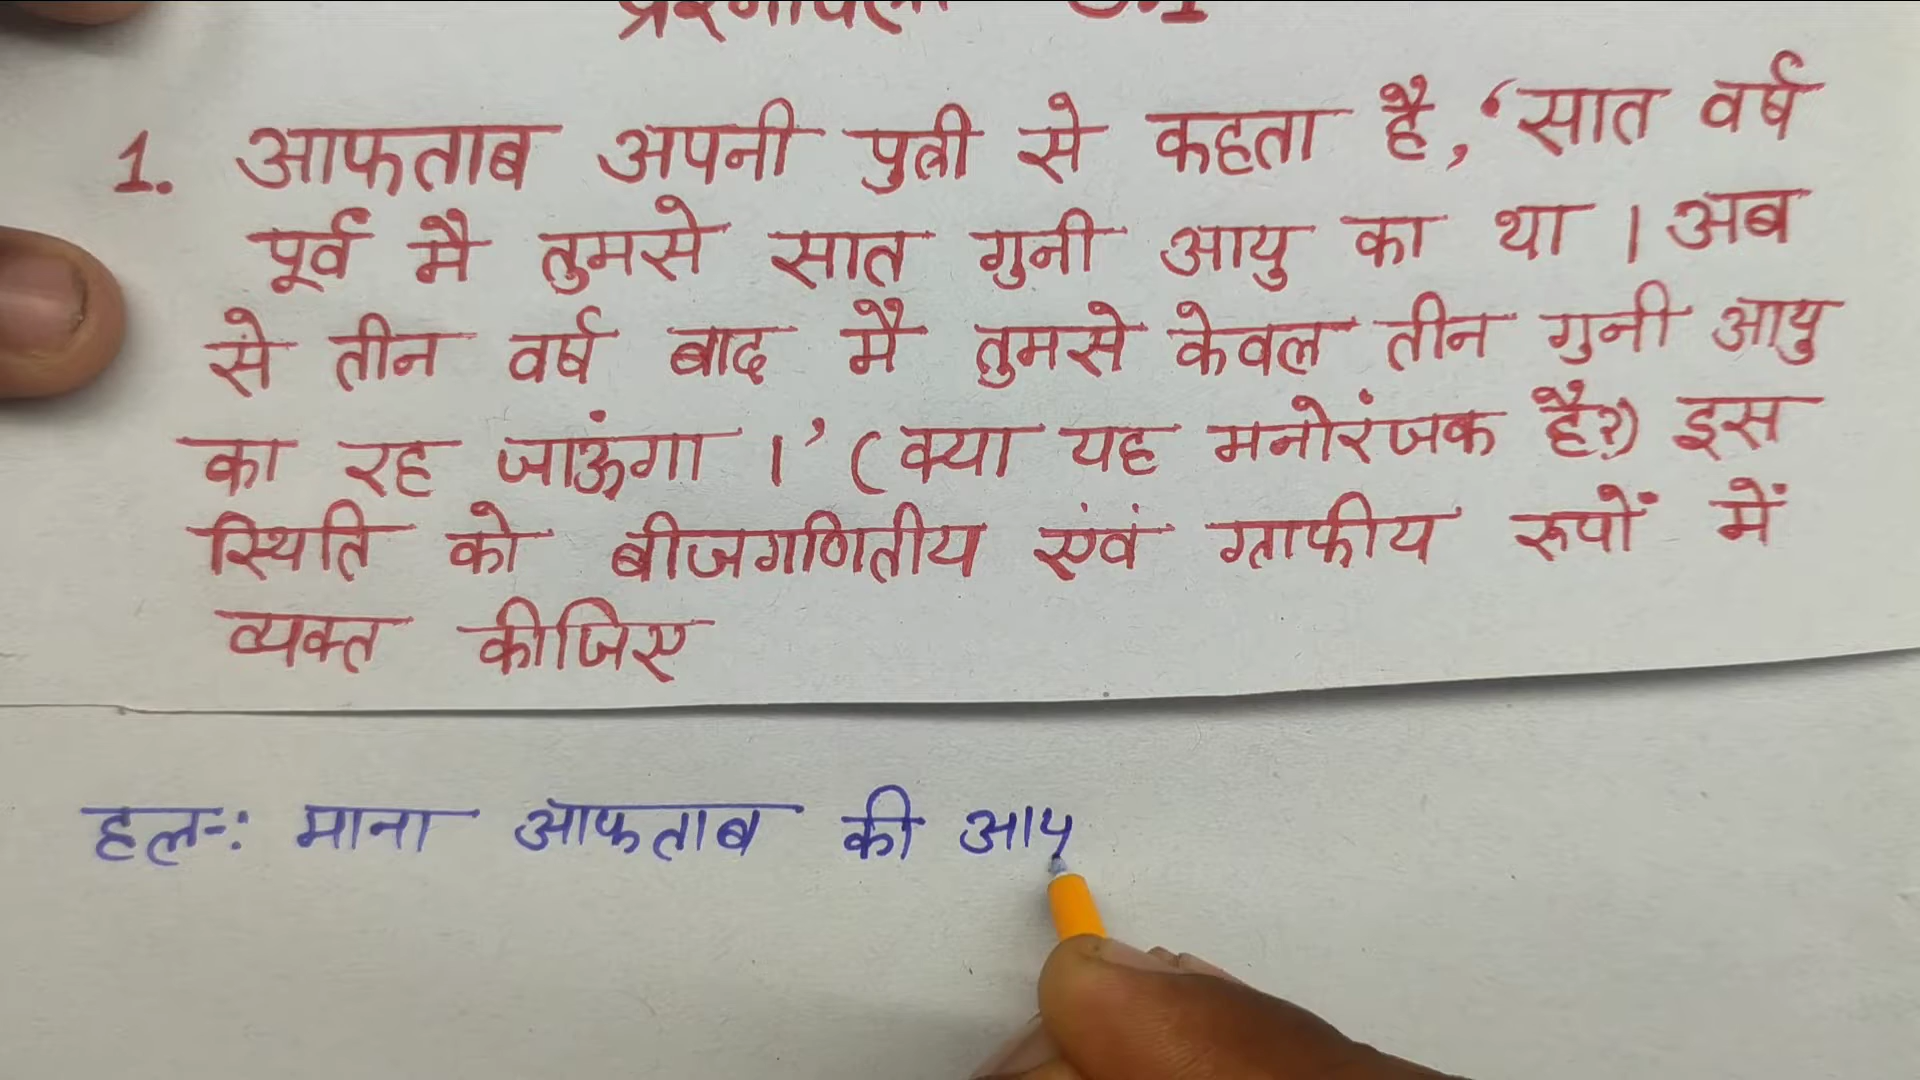 1. आफताब अपनी पुत्री से कहता है, ‘सात वर्ष
पूर्व मै तुमसे सात गुनी आयु का था । अब
से तीन वर्ष बाद मै तुमसे केवल तीन गुनी आयु
का रह जाऊंगा ।’ (क्या यह मनोरंजक है?) इस
स्थिति को बीजगणितीय एंवं ग्राफीय रूपों में
व्यक्त कीजिए
हल-: माना आफताब की आय